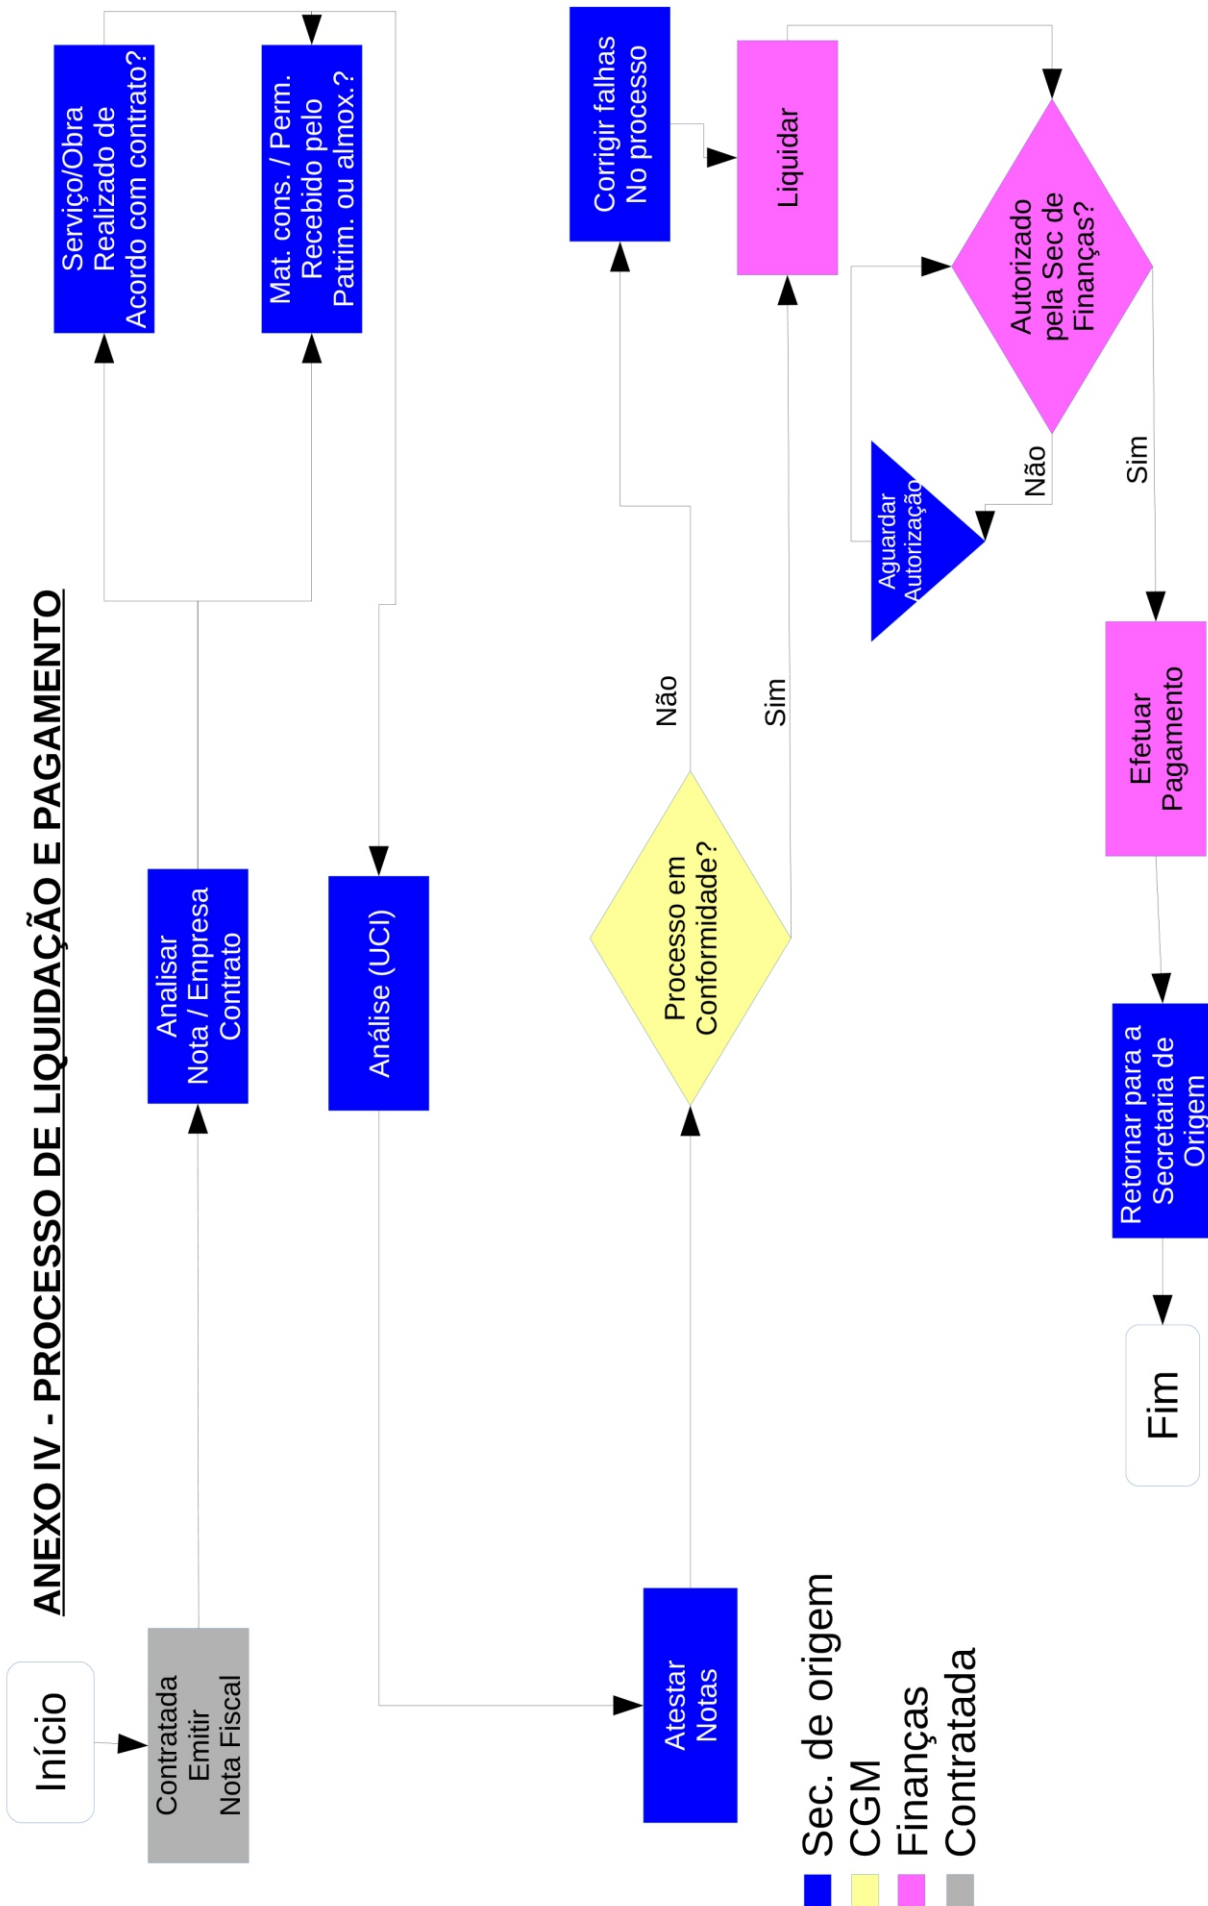 ANEXO IV - PROCESSO DE LIQUIDAÇÃO E PAGAMENTO
Início
Contratada
Emitir
Nota Fiscal
Analisar
Nota / Empresa
Contrato
Serviço/Obra
Realizado de
Acordo com contrato?
Mat. cons. / Perm.
Recebido pelo
Patrim. ou almox.?
Análise (UCI)
Atestar
Notas
Processo em
Conformidade?
Não
Sim
Corrigir falhas
No processo
Liquidar
Autorizado
pela Sec de
Finanças?
Não
Sim
Aguardar
Autorização
Efetuar
Pagamento
Retornar para a
Secretaria de
Origem
Fim
Sec. de origem
CGM
Finanças
Contratada